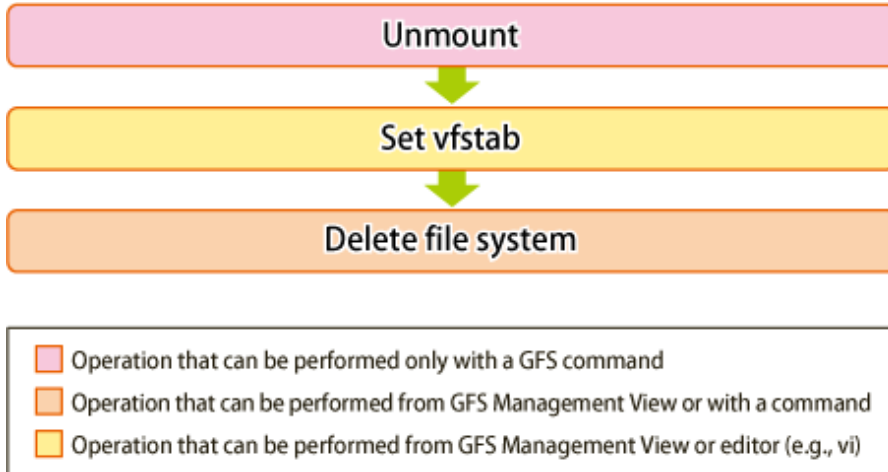 Unmount
Set vfstab
Delete file system
Operation that can be performed only with a GFS command
Operation that can be performed from GFS Management View or with a command
Operation that can be performed from GFS Management View or editor (e.g., vi)